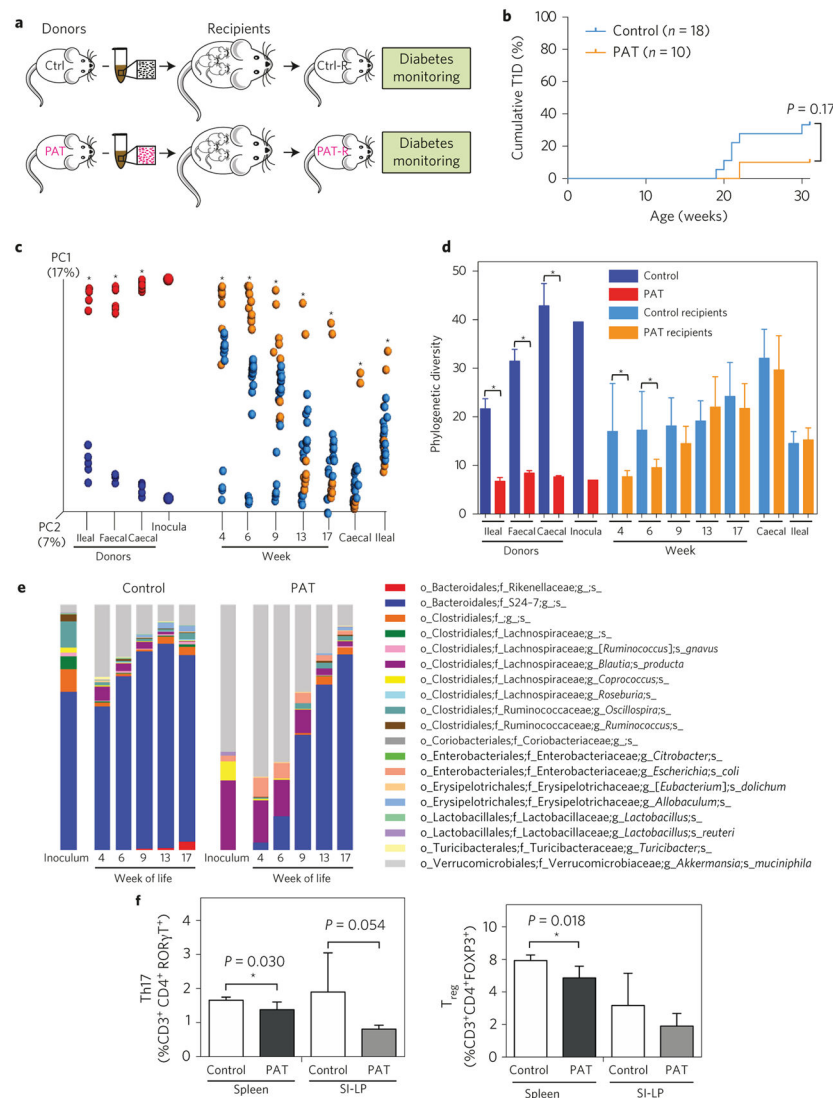 a
Donors
Recipients
Ctrl
Ctrl-R
Diabetes
monitoring
PAT
PAT-R
Diabetes
monitoring
b
Cumulative T1D (%)
100
80
60
40
20
0
0
10
20
30
Age (weeks)
Control (n = 18)
PAT (n = 10)
P = 0.17
c
PC1
(17%)
* * * * * * * * * *
PC2
(7%)
Ileal
Faecal
Caecal
Inocula
Donors
4
6
9
13
17
Week
Caecal
Ileal
d
Phylogenetic diversity
50
40
30
20
10
0
Control
PAT
Control recipients
PAT recipients
* * * * *
Ileal
Faecal
Caecal
Inocula
Donors
4
6
9
13
17
Week
Caecal
Ileal
e
Control
PAT
Inoculum
4
6
9
13
17
Week of life
Inoculum
4
6
9
13
17
Week of life
o_Bacteroidales;f_Rikenellaceae;g_;s_
o_Bacteroidales;f_S24-7;g_;s_
o_Clostridiales;f_;g_;s_
o_Clostridiales;f_Lachnospiraceae;g_;s_
o_Clostridiales;f_Lachnospiraceae;g_[Ruminococcus];s_gnavus
o_Clostridiales;f_Lachnospiraceae;g_Blautia;s_producta
o_Clostridiales;f_Lachnospiraceae;g_Coprococcus;s_
o_Clostridiales;f_Lachnospiraceae;g_Roseburia;s_
o_Clostridiales;f_Ruminococcaceae;g_Oscillospira;s_
o_Clostridiales;f_Ruminococcaceae;g_Ruminococcus;s_
o_Coriobacteriales;f_Coriobacteriaceae;g_;s_
o_Enterobacteriales;f_Enterobacteriaceae;g_Citrobacter;s_
o_Enterobacteriales;f_Enterobacteriaceae;g_Escherichia;s_coli
o_Erysipelotrichales;f_Erysipelotrichaceae;g_[Eubacterium];s_dolichum
o_Erysipelotrichales;f_Erysipelotrichaceae;g_Allobaculum;s_
o_Lactobacillales;f_Lactobacillaceae;g_Lactobacillus;s_
o_Lactobacillales;f_Lactobacillaceae;g_Lactobacillus;s_reuteri
o_Turicibacterales;f_Turicibacteraceae;g_Turicibacter;s_
o_Verrucomicrobiales;f_Verrucomicrobiaceae;g_Akkermansia;s_muciniphila
f
Th17
(%CD3⁺ CD4⁺ RORγT⁺)
4
3
2
1
0
P = 0.030
*
P = 0.054
Control
PAT
Control
PAT
Spleen
SI-LP
Treg
(%CD3⁺CD4⁺FOXP3⁺)
10
8
6
4
2
0
P = 0.018
*
Control
PAT
Control
PAT
Spleen
SI-LP